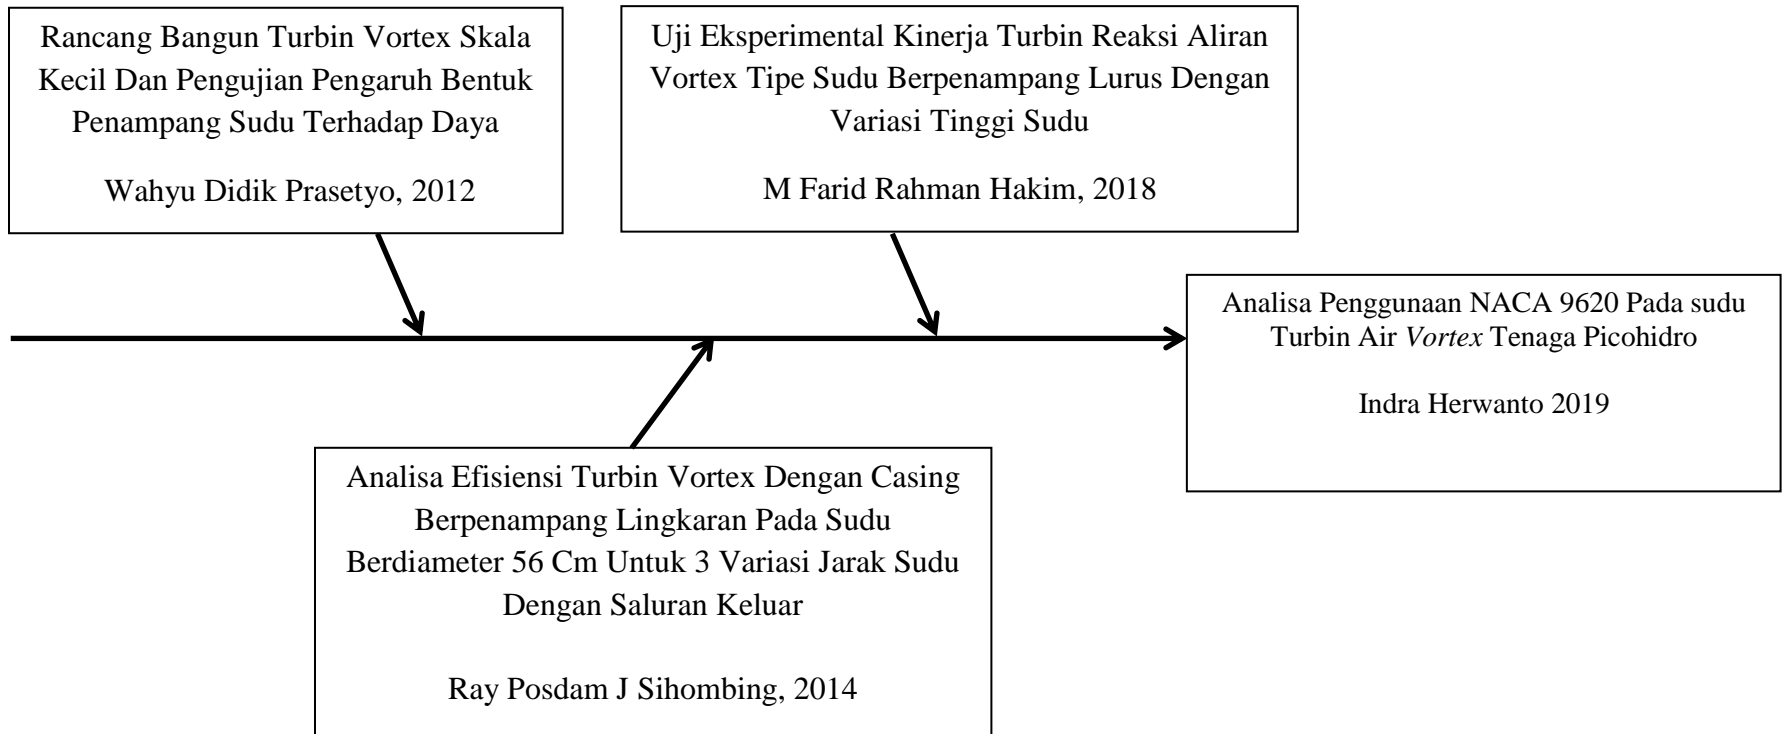 Rancang Bangun Turbin Vortex Skala
Kecil Dan Pengujian Pengaruh Bentuk
Penampang Sudu Terhadap Daya
Wahyu Didik Prasetyo, 2012
Uji Eksperimental Kinerja Turbin Reaksi Aliran
Vortex Tipe Sudu Berpenampang Lurus Dengan
Variasi Tinggi Sudu
M Farid Rahman Hakim, 2018
Analisa Penggunaan NACA 9620 Pada sudu
Turbin Air Vortex Tenaga Picohidro
Indra Herwanto 2019
Analisa Efisiensi Turbin Vortex Dengan Casing
Berpenampang Lingkaran Pada Sudu
Berdiameter 56 Cm Untuk 3 Variasi Jarak Sudu
Dengan Saluran Keluar
Ray Posdam J Sihombing, 2014